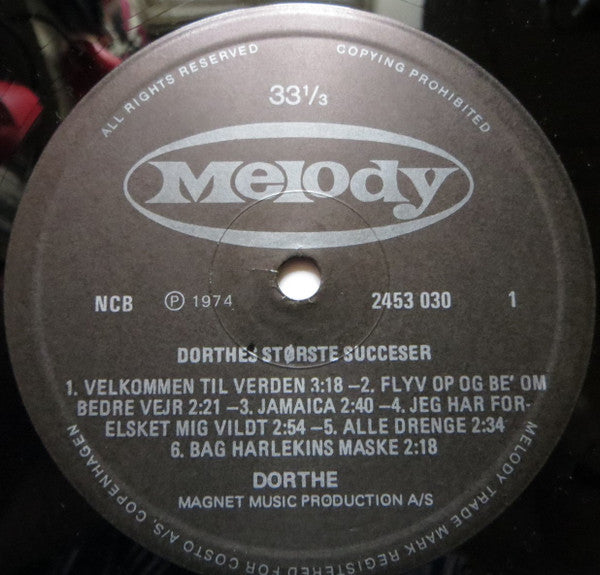 ALL RIGHTS RESERVED
COPYING PROHIBITED
33 1/3
Melody
NCB
Ⓟ 1974
2453 030
1
DORTHES STØRSTE SUCCESER
1. VELKOMMEN TIL VERDEN 3:18 –2. FLYV OP OG BE' OM
BEDRE VEJR 2:21 –3. JAMAICA 2:40 –4. JEG HAR FOR-
ELSKET MIG VILDT 2:54 –5. ALLE DRENGE 2:34
6. BAG HARLEKINS MASKE 2:18
DORTHE
MAGNET MUSIC PRODUCTION A/S
MELODY TRADE MARK REGISTERED FOR COSTO A/S, COPENHAGEN